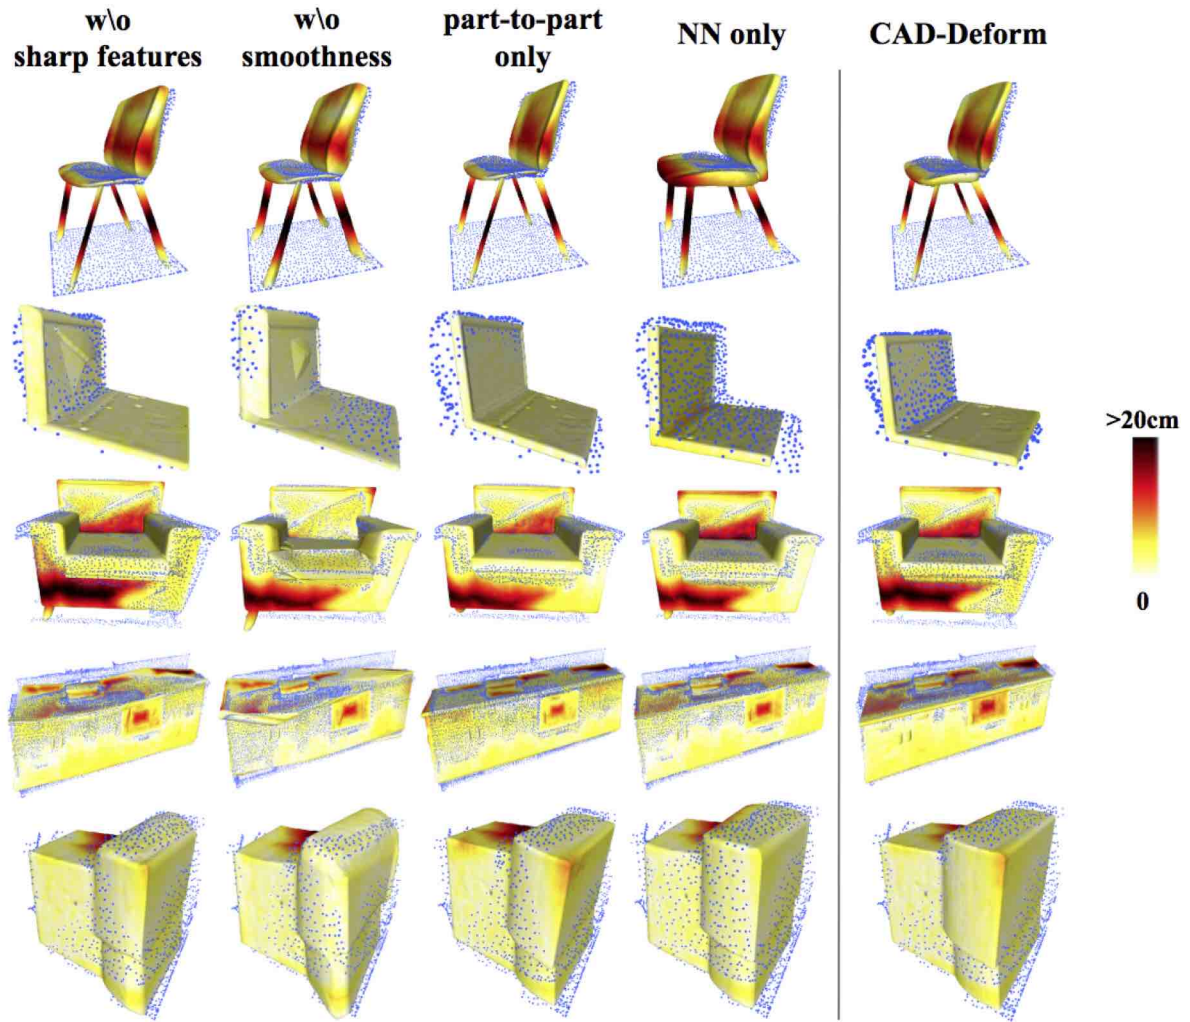 w\o
sharp features
w\o
smoothness
part-to-part
only
NN only
CAD-Deform
>20cm
0